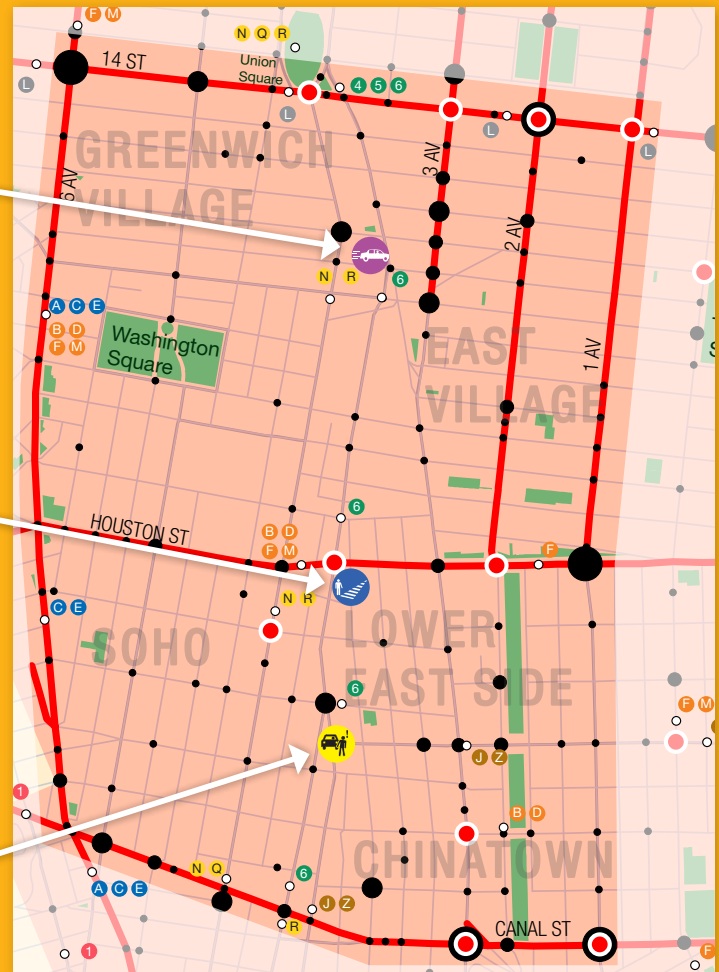 F M
N Q R
14 ST
Union
Square
4 5 6
L
L
L
L
GREENWICH
VILLAGE
6 AV
3 AV
2 AV
1 AV
N R
6
A C E
B D
F M
Washington
Square
EAST
VILLAGE
HOUSTON ST
6
B D
F M
F
N R
C E
SOHO
LOWER
EAST SIDE
6
F M
J Z
B D
1
CHINATOWN
N Q
6
A C E
J Z
R
CANAL ST
1
F